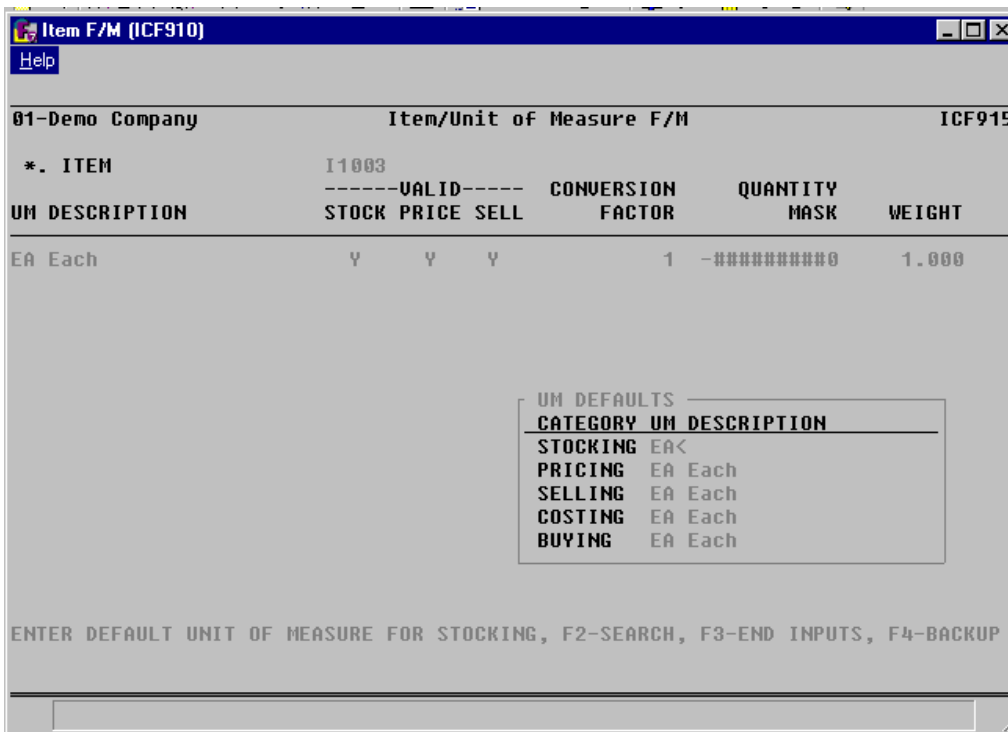 Item F/M (ICF910)
Help
01-Demo Company Item/Unit of Measure F/M ICF915
*. ITEM I1003
------VALID----- CONVERSION QUANTITY
UM DESCRIPTION STOCK PRICE SELL FACTOR MASK WEIGHT
EA Each Y Y Y 1 -##########0 1.000
UM DEFAULTS
CATEGORY UM DESCRIPTION
STOCKING EA<
PRICING EA Each
SELLING EA Each
COSTING EA Each
BUYING EA Each
ENTER DEFAULT UNIT OF MEASURE FOR STOCKING, F2-SEARCH, F3-END INPUTS, F4-BACKUP